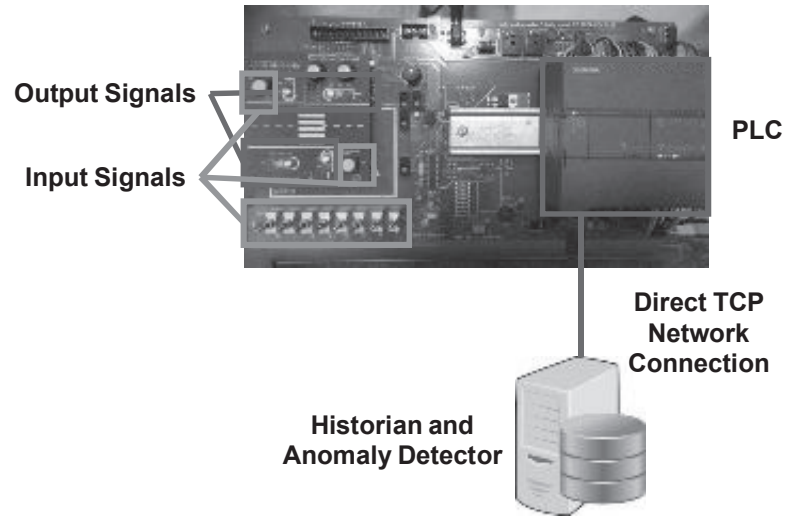 Output Signals
Input Signals
PLC
Direct TCP
Network
Connection
Historian and
Anomaly Detector